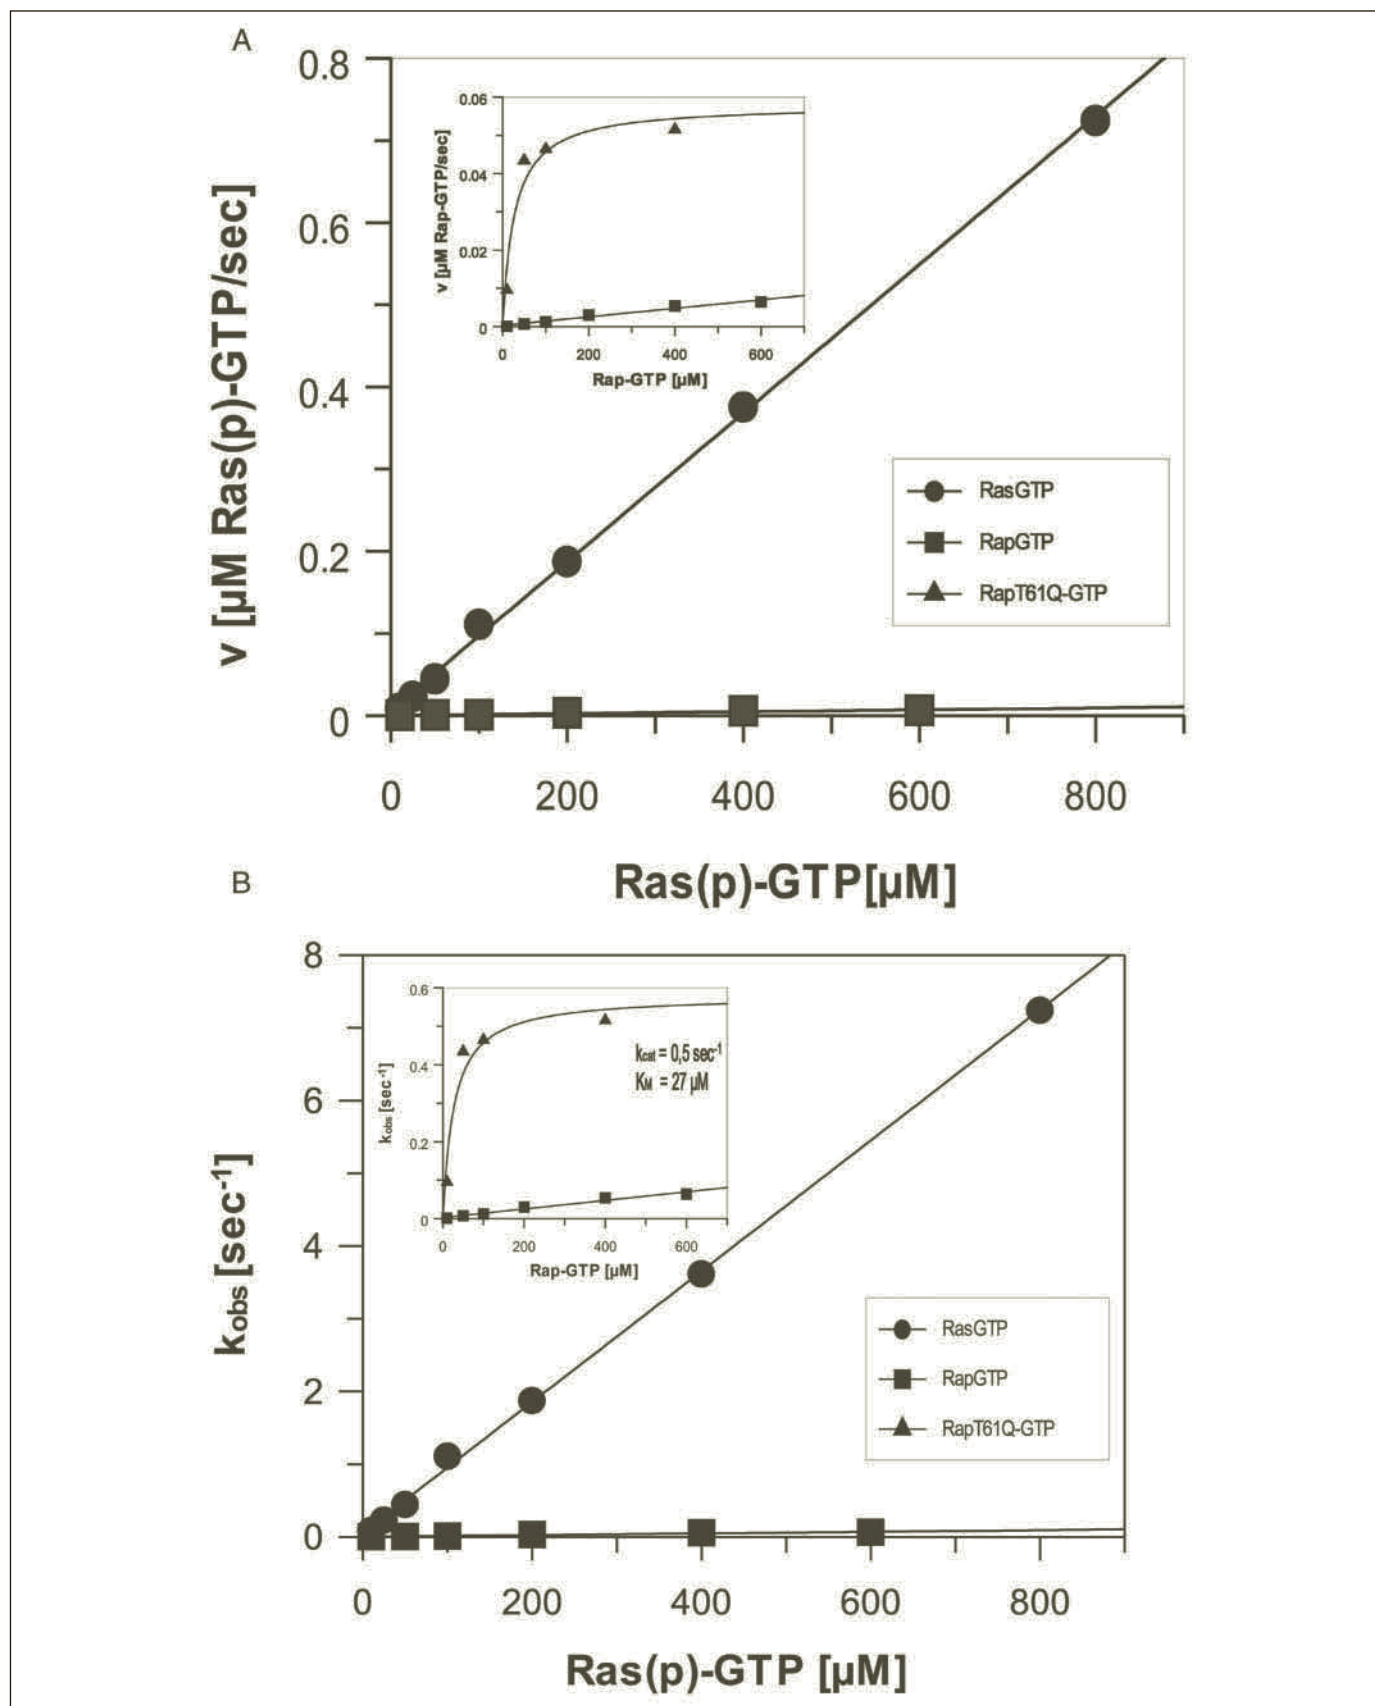 A
0.8
0.6
0.4
0.2
0
v [µM Ras(p)-GTP/sec]
0.06
0.04
0.02
0
v [µM Rap-GTP/sec]
0 200 400 600
Rap-GTP [µM]
RasGTP
RapGTP
RapT61Q-GTP
0 200 400 600 800
Ras(p)-GTP[µM]
B
8
6
4
2
0
kobs [sec-1]
0.6
0.4
0.2
0
kobs [sec-1]
kcat = 0,5 sec-1
KM = 27 µM
0 200 400 600
Rap-GTP [µM]
RasGTP
RapGTP
RapT61Q-GTP
0 200 400 600 800
Ras(p)-GTP [µM]